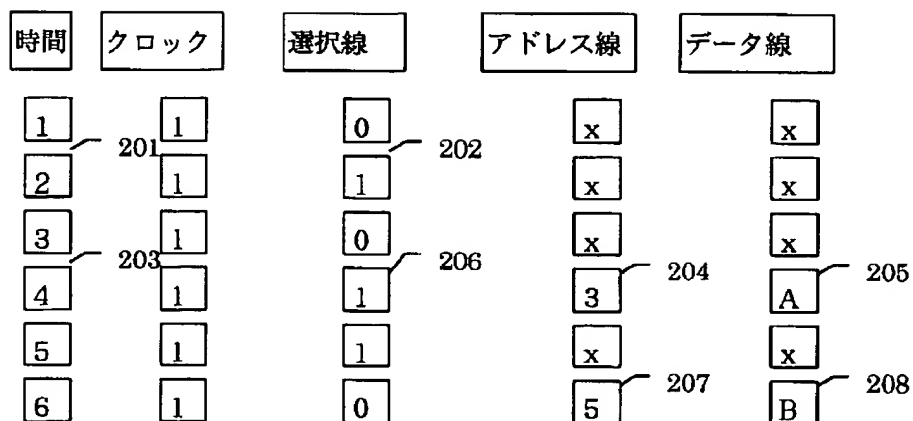 時間 クロック 選択線 アドレス線 データ線
1 1 0 x x
201 202
2 1 1 x x
3 1 0 x x
203 206 204 205
4 1 1 3 A
5 1 1 x x
207 208
6 1 0 5 B